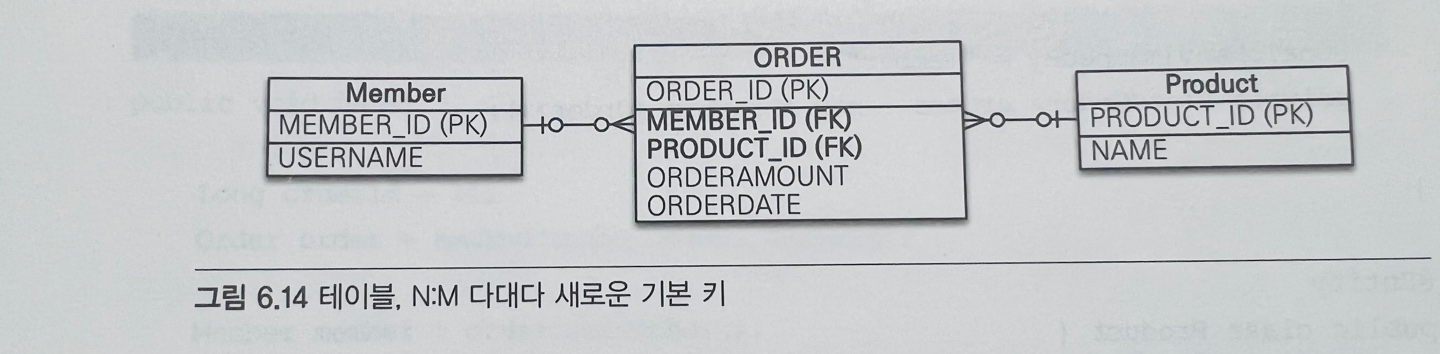 Member
MEMBER_ID (PK)
USERNAME
ORDER
ORDER_ID (PK)
MEMBER_ID (FK)
PRODUCT_ID (FK)
ORDERAMOUNT
ORDERDATE
Product
PRODUCT_ID (PK)
NAME
그림 6.14 테이블, N:M 다대다 새로운 기본 키